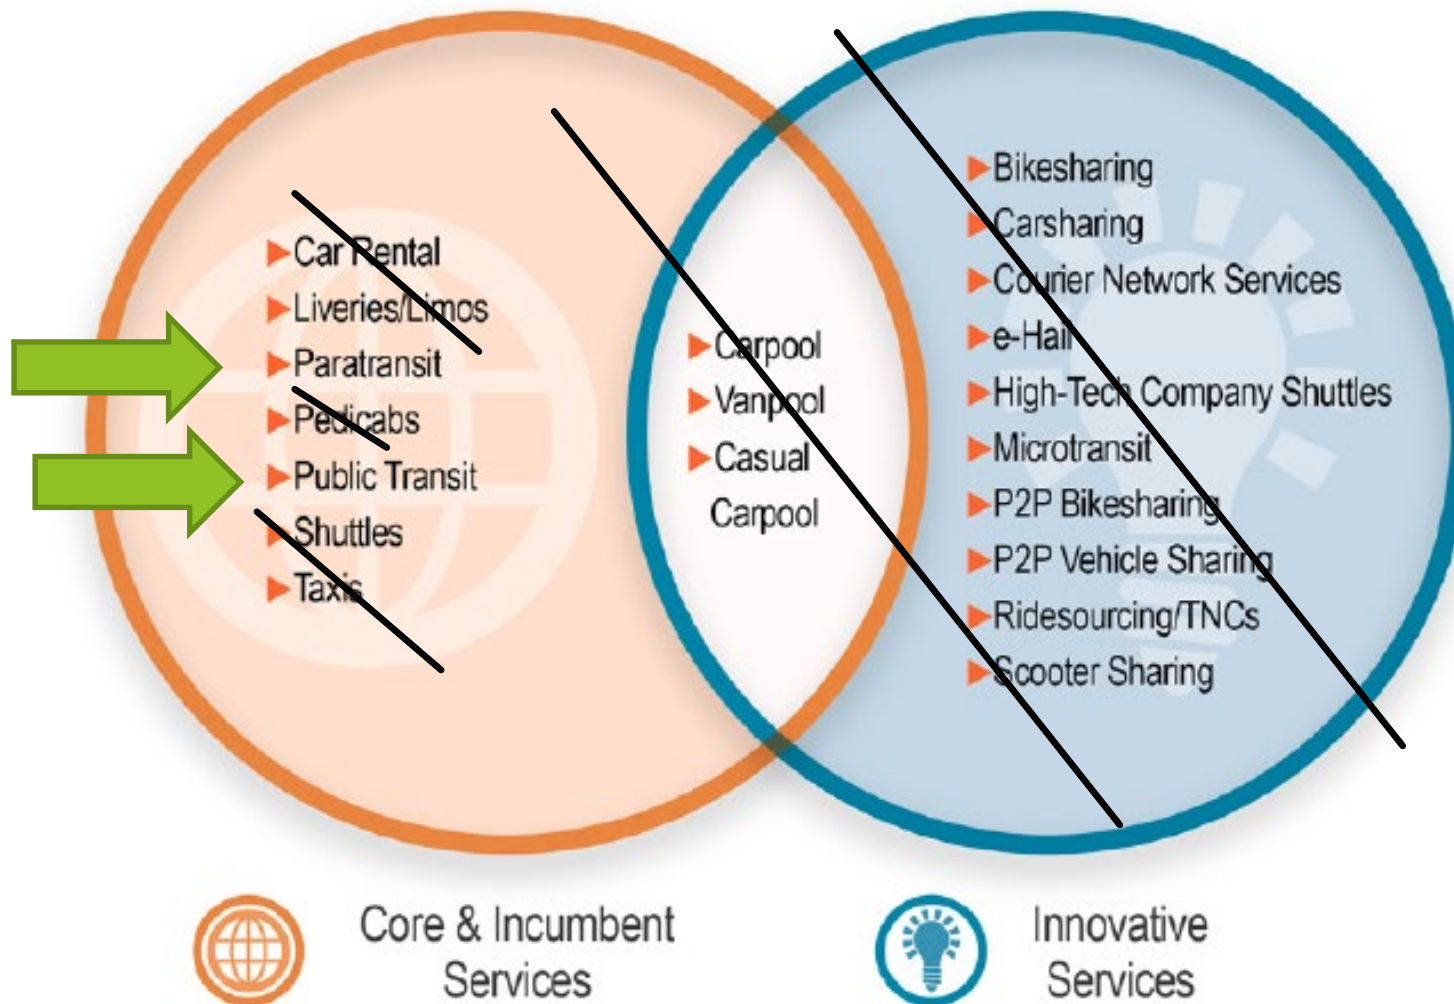 Car Rental
Liveries/Limos
Paratransit
Pedicabs
Public Transit
Shuttles
Taxis
Carpool
Vanpool
Casual
Carpool
Bikesharing
Carsharing
Courier Network Services
e-Hail
High-Tech Company Shuttles
Microtransit
P2P Bikesharing
P2P Vehicle Sharing
Ridesourcing/TNCs
Scooter Sharing
Core & Incumbent
Services
Innovative
Services